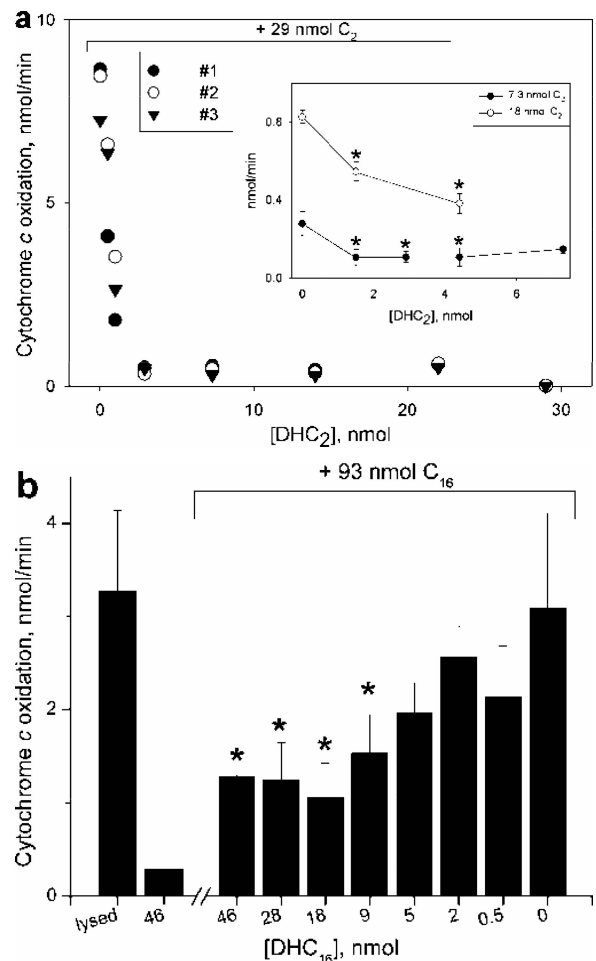 a
+ 29 nmol C2
10
5
0
Cytochrome c oxidation, nmol/min
#1
#2
#3
7.3 nmol C2
18 nmol C2
nmol/min
0.8
0.4
0.0
* * * * *
0 2 4 6
[DHC2], nmol
0 10 20 30
[DHC2], nmol
b
+ 93 nmol C16
4
2
0
Cytochrome c oxidation, nmol/min
* * * *
lysed 46 // 46 28 18 9 5 2 0.5 0
[DHC16], nmol